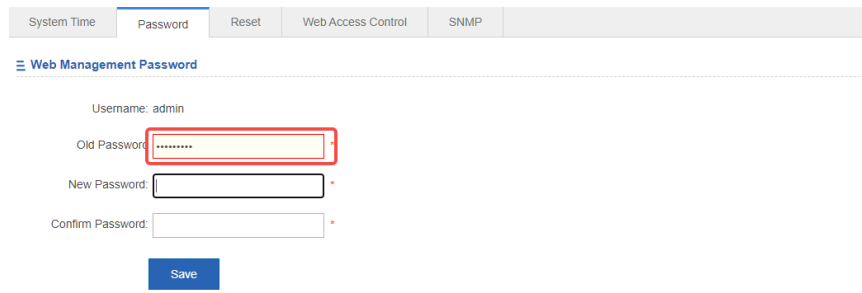 System Time Password Reset Web Access Control SNMP
Web Management Password
Username: admin
Old Password ••••••••• *
New Password: *
Confirm Password: *
Save